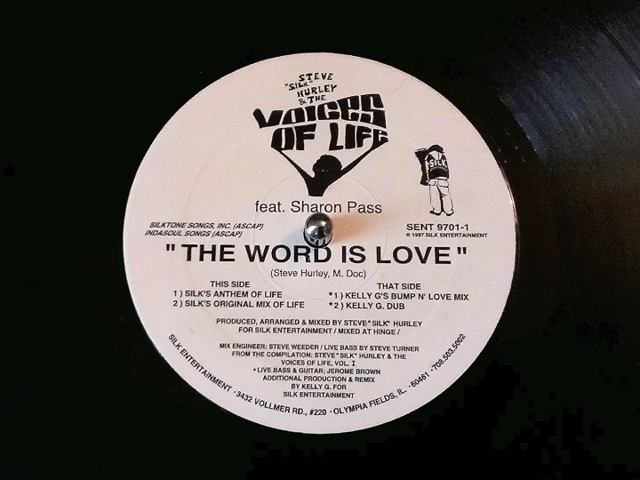 STEVE
"SILK"
HURLEY
& THE
VOICES
OF LIFE
SILK
feat. Sharon Pass
SILKTONE SONGS, INC. (ASCAP)
INDASOUL SONGS (ASCAP)
SENT 9701-1
© 1997 SILK ENTERTAINMENT
"THE WORD IS LOVE"
(Steve Hurley, M. Doc)
THIS SIDE
1) SILK'S ANTHEM OF LIFE
2) SILK'S ORIGINAL MIX OF LIFE
THAT SIDE
*1) KELLY G'S BUMP N' LOVE MIX
*2) KELLY G. DUB
PRODUCED, ARRANGED & MIXED BY STEVE "SILK" HURLEY
FOR SILK ENTERTAINMENT / MIXED AT HINGE /
MIX ENGINEER: STEVE WEEDER / LIVE BASS BY STEVE TURNER
FROM THE COMPILATION: STEVE "SILK" HURLEY & THE
VOICES OF LIFE, VOL. I
* LIVE BASS & GUITAR: JEROME BROWN
ADDITIONAL PRODUCTION & REMIX
BY KELLY G. FOR
SILK ENTERTAINMENT
SILK ENTERTAINMENT · 3432 VOLLMER RD., #220 · OLYMPIA FIELDS, IL. · 60461 · 708.503.5002